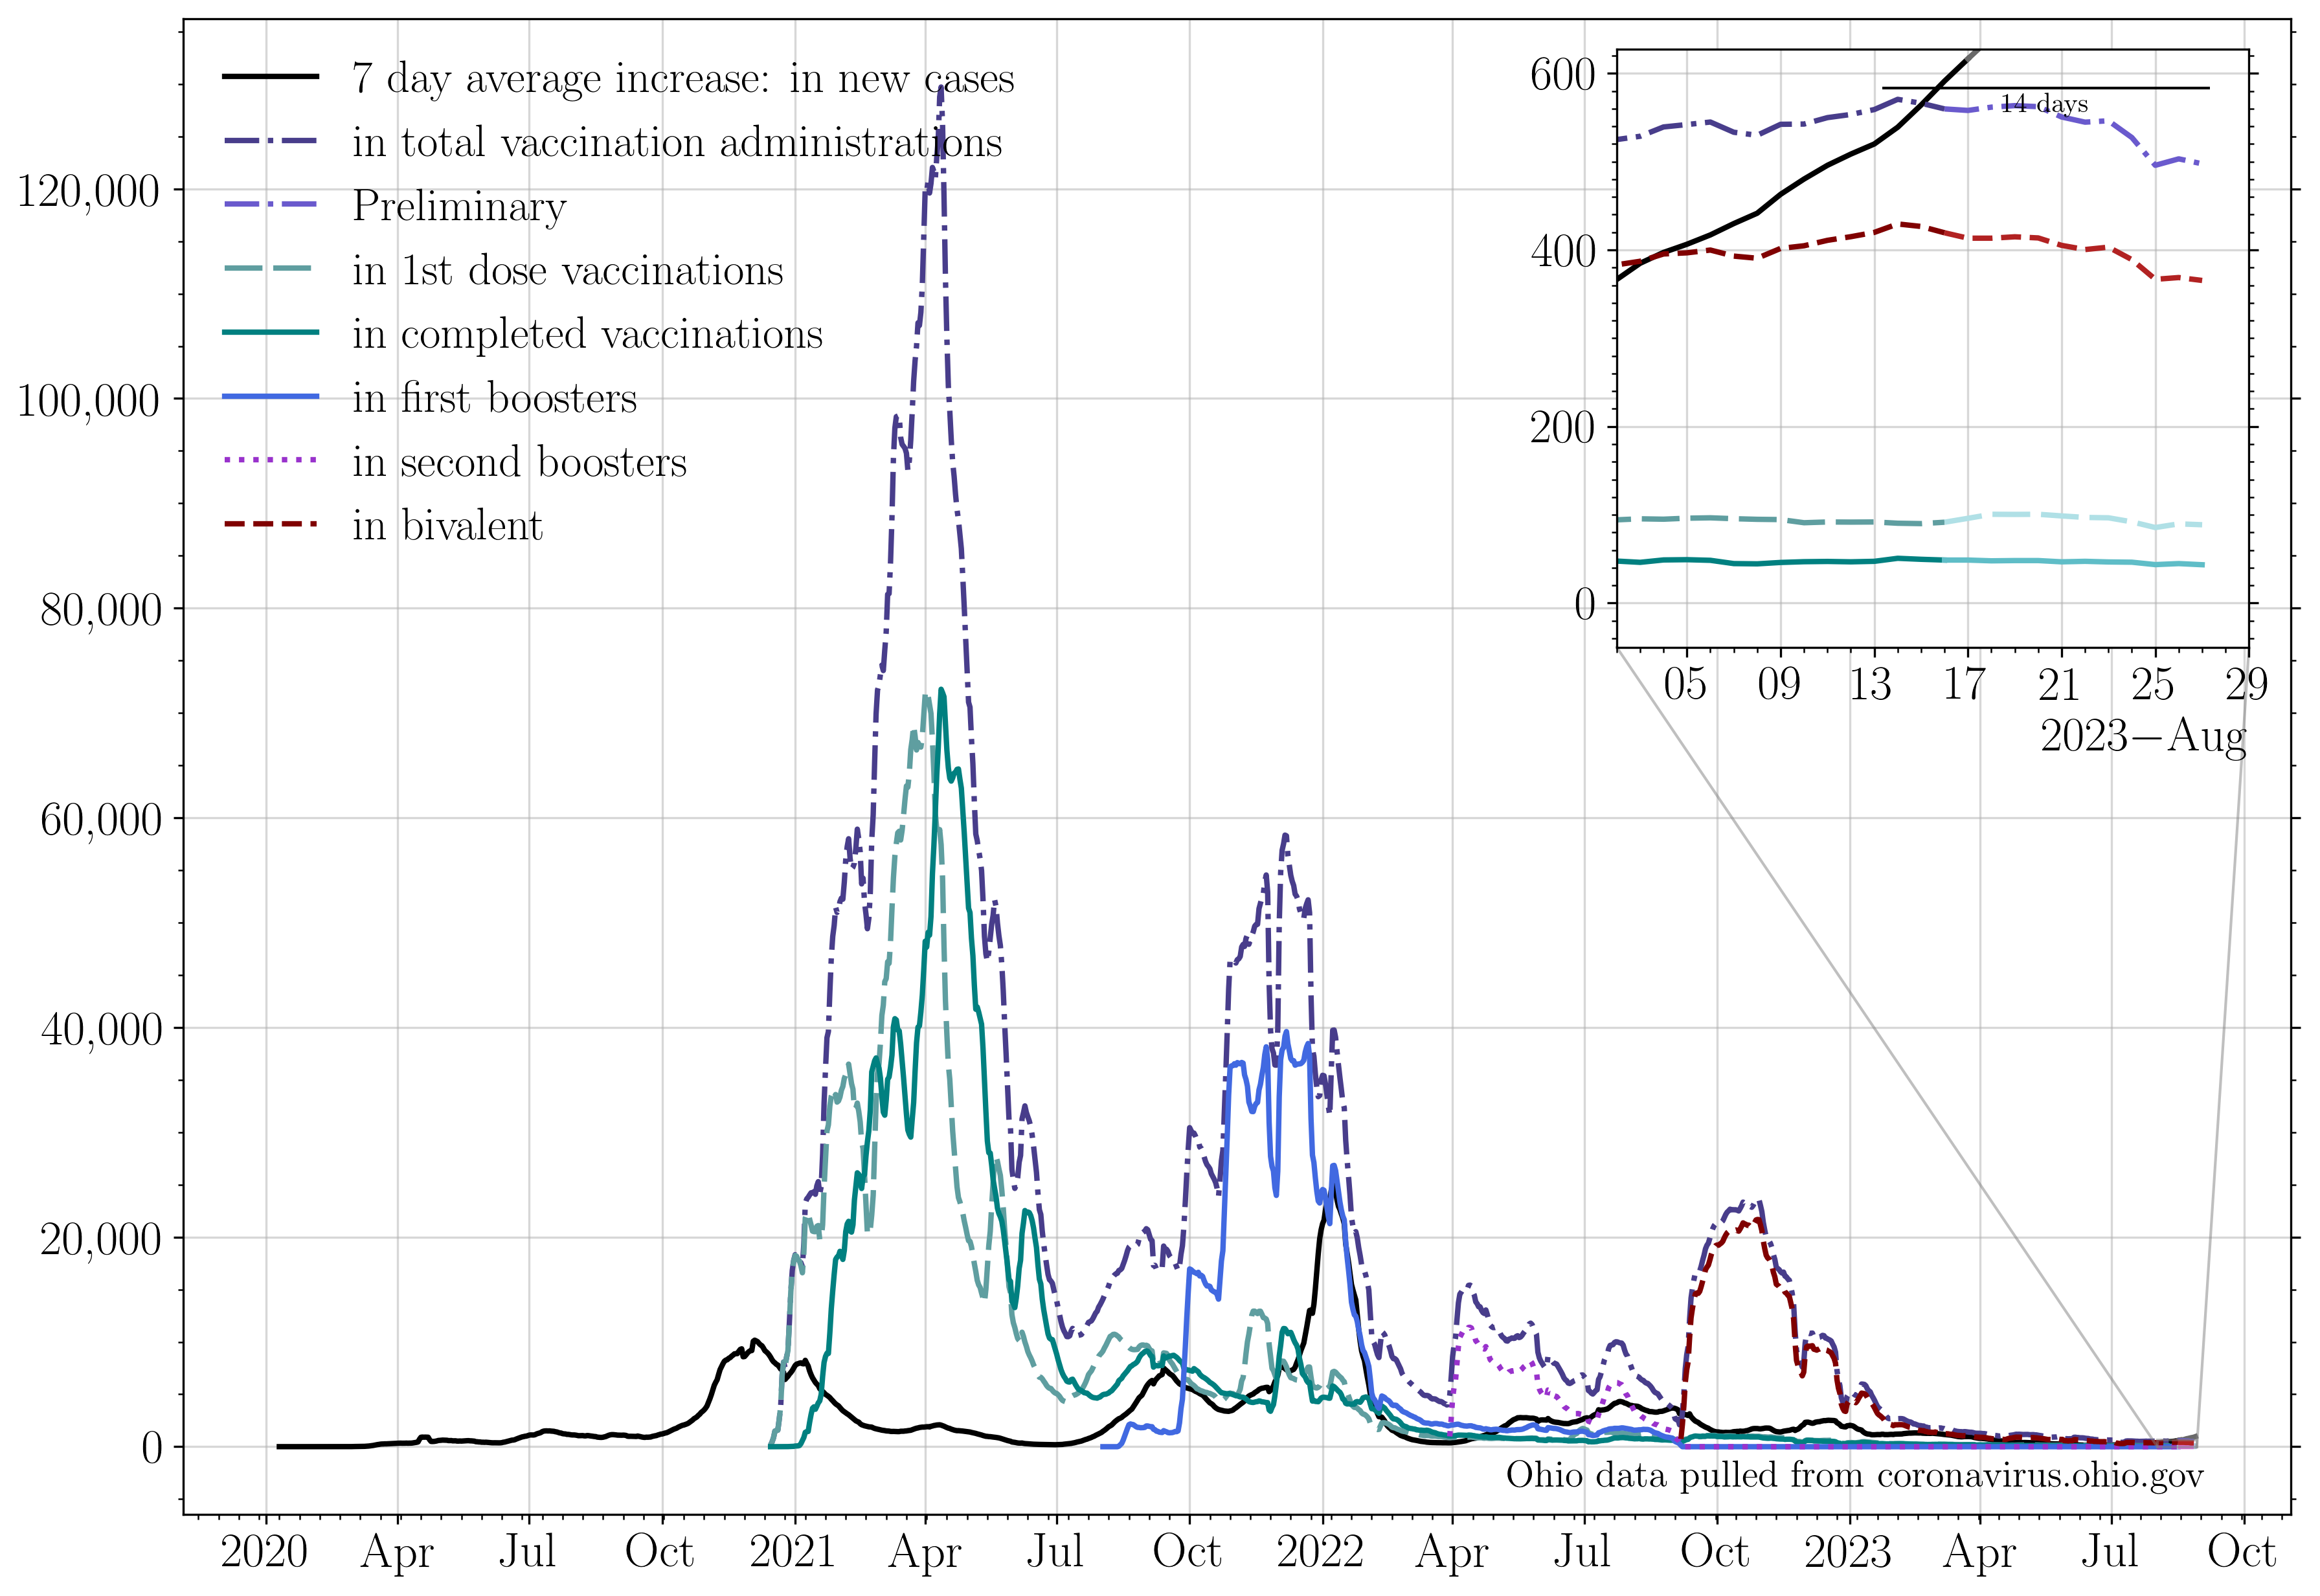 7 day average increase: in new cases
in total vaccination administrations
Preliminary
in 1st dose vaccinations
in completed vaccinations
in first boosters
in second boosters
in bivalent
120,000
100,000
80,000
60,000
40,000
20,000
0
600
400
200
0
14 days
05 09 13 17 21 25 29
2023−Aug
Ohio data pulled from coronavirus.ohio.gov
2020 Apr Jul Oct 2021 Apr Jul Oct 2022 Apr Jul Oct 2023 Apr Jul Oct